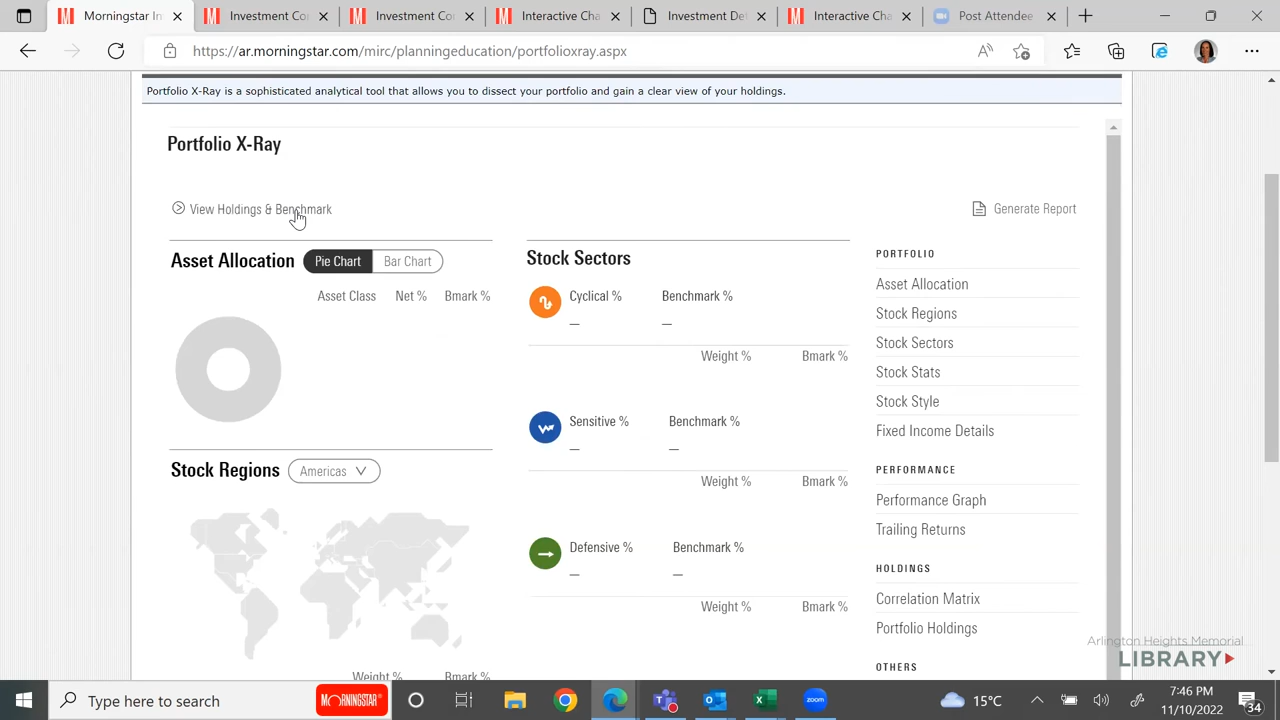 Morningstar In
Investment Co
Investment Co
Investment Det
Interactive Cha
Post Attendee
https://ar.morningstar.com/mirc/planningeducation/portfolioxray.aspx
Portfolio X-Ray is a sophisticated analytical tool that allows you to dissect your portfolio and gain a clear view of your holdings.
Portfolio X-Ray
View Holdings & Benchmark
Generate Report
Asset Allocation Pie Chart Bar Chart
Asset Class Net % Bmark %
Stock Regions Americas
Weight % Bmark %
Stock Sectors
Cyclical % Benchmark %
— —
Weight % Bmark %
Sensitive % Benchmark %
— —
Weight % Bmark %
Defensive % Benchmark %
— —
Weight % Bmark %
PORTFOLIO
Asset Allocation
Stock Regions
Stock Sectors
Stock Stats
Stock Style
Fixed Income Details
PERFORMANCE
Performance Graph
Trailing Returns
HOLDINGS
Correlation Matrix
Portfolio Holdings
OTHERS
Arlington Heights Memorial
LIBRARY
Type here to search
MORNINGSTAR
zoom
15°C
7:46 PM
11/10/2022
34